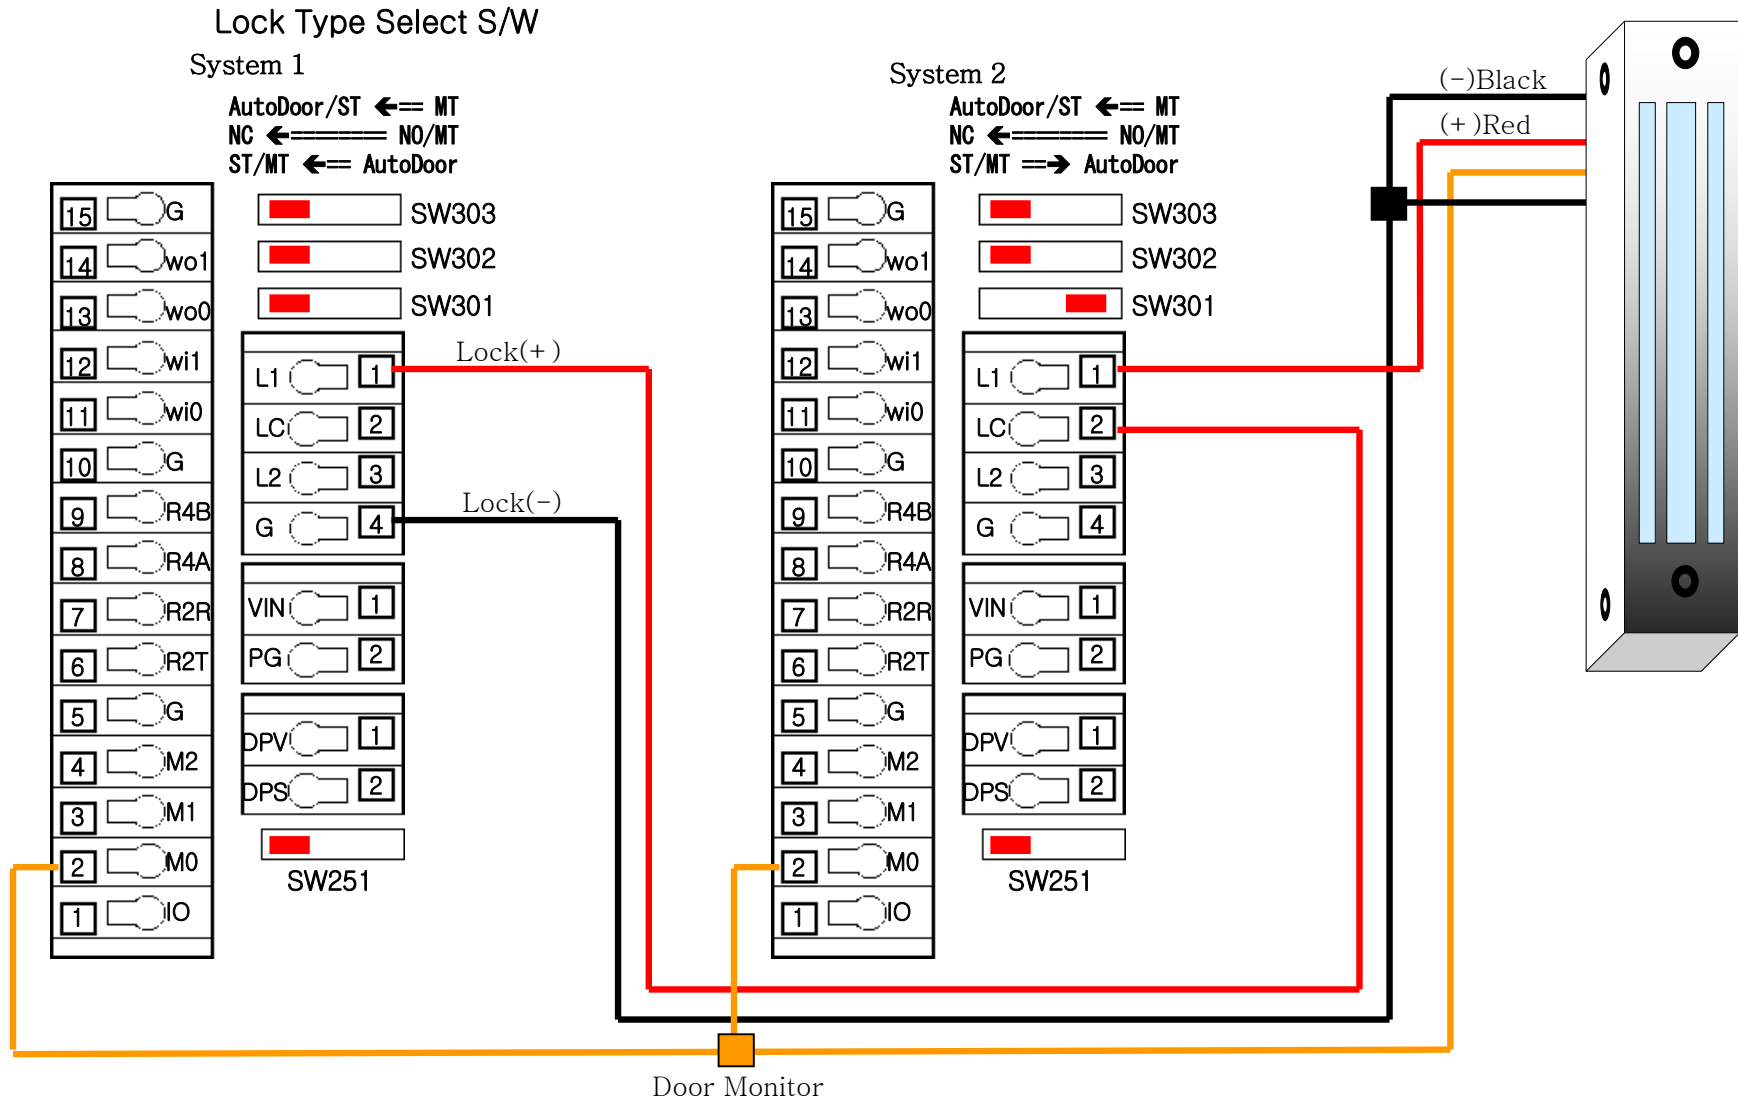 Lock Type Select S/W
System 1
AutoDoor/ST ⬅== MT
NC ⬅======== NO/MT
ST/MT ⬅== AutoDoor
15 G
14 wo1
13 wo0
12 wi1
11 wi0
10 G
9 R4B
8 R4A
7 R2R
6 R2T
5 G
4 M2
3 M1
2 M0
1 IO
SW303
SW302
SW301
L1 1
LC 2
L2 3
G 4
VIN 1
PG 2
DPV 1
DPS 2
SW251
Lock(+)
Lock(-)
System 2
AutoDoor/ST ⬅== MT
NC ⬅======== NO/MT
ST/MT ==➔ AutoDoor
15 G
14 wo1
13 wo0
12 wi1
11 wi0
10 G
9 R4B
8 R4A
7 R2R
6 R2T
5 G
4 M2
3 M1
2 M0
1 IO
SW303
SW302
SW301
L1 1
LC 2
L2 3
G 4
VIN 1
PG 2
DPV 1
DPS 2
SW251
(-)Black
(+)Red
Door Monitor